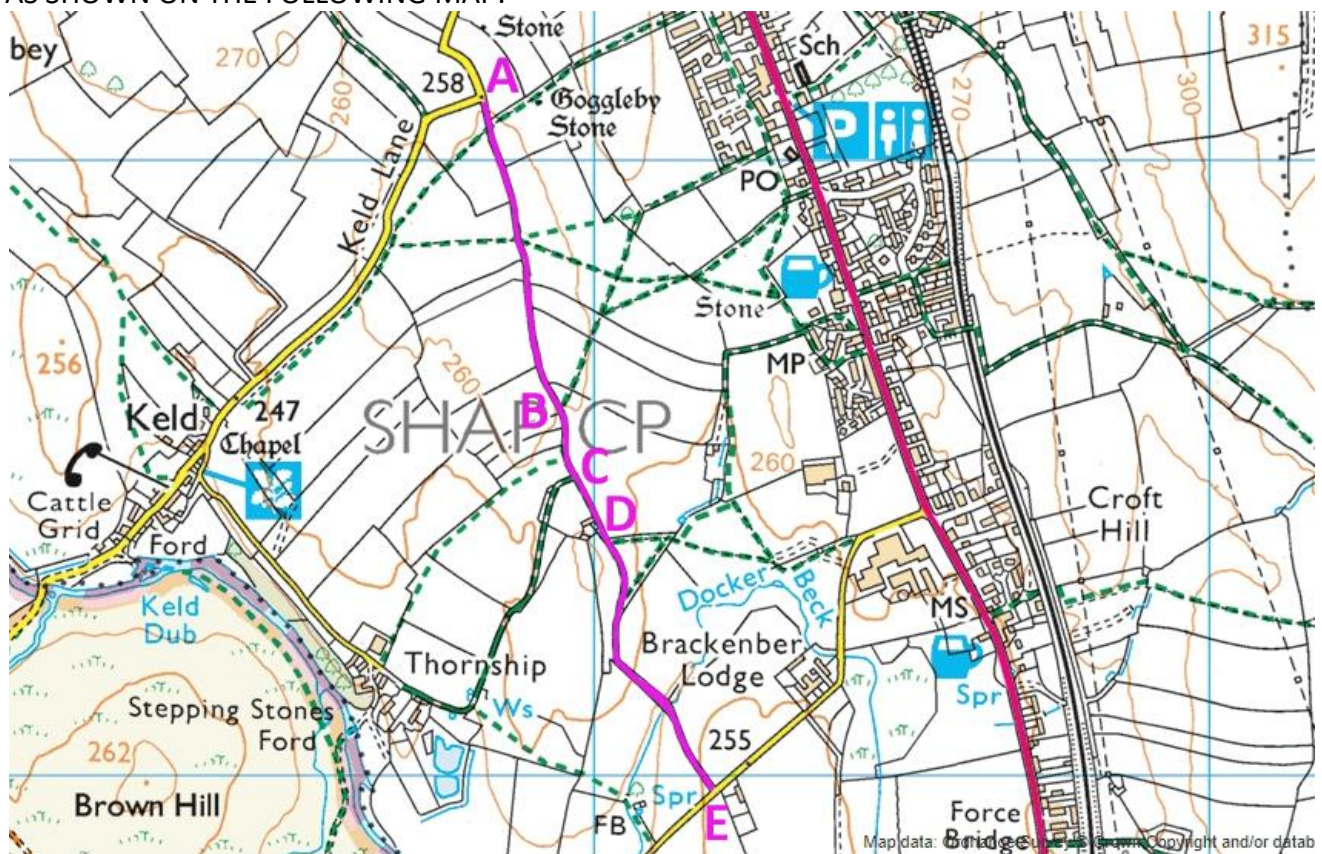 AS SHOWN ON THE FOLLOWING MAP:
Stone
bey
270
260
258
A
Goggleby
Stone
Sch
P
270
300
315
Keld Lane
PO
Stone
MP
256
Keld
247
Chapel
260
SHAP CP
B
C
D
260
Cattle
Grid
Ford
Keld
Dub
Croft
Hill
Docker Beck
MS
Thornship
Brackenber
Lodge
Ws
Spr
Stepping Stones
Ford
262
255
Brown Hill
Spr
E
FB
Force
Bridge
Map data: